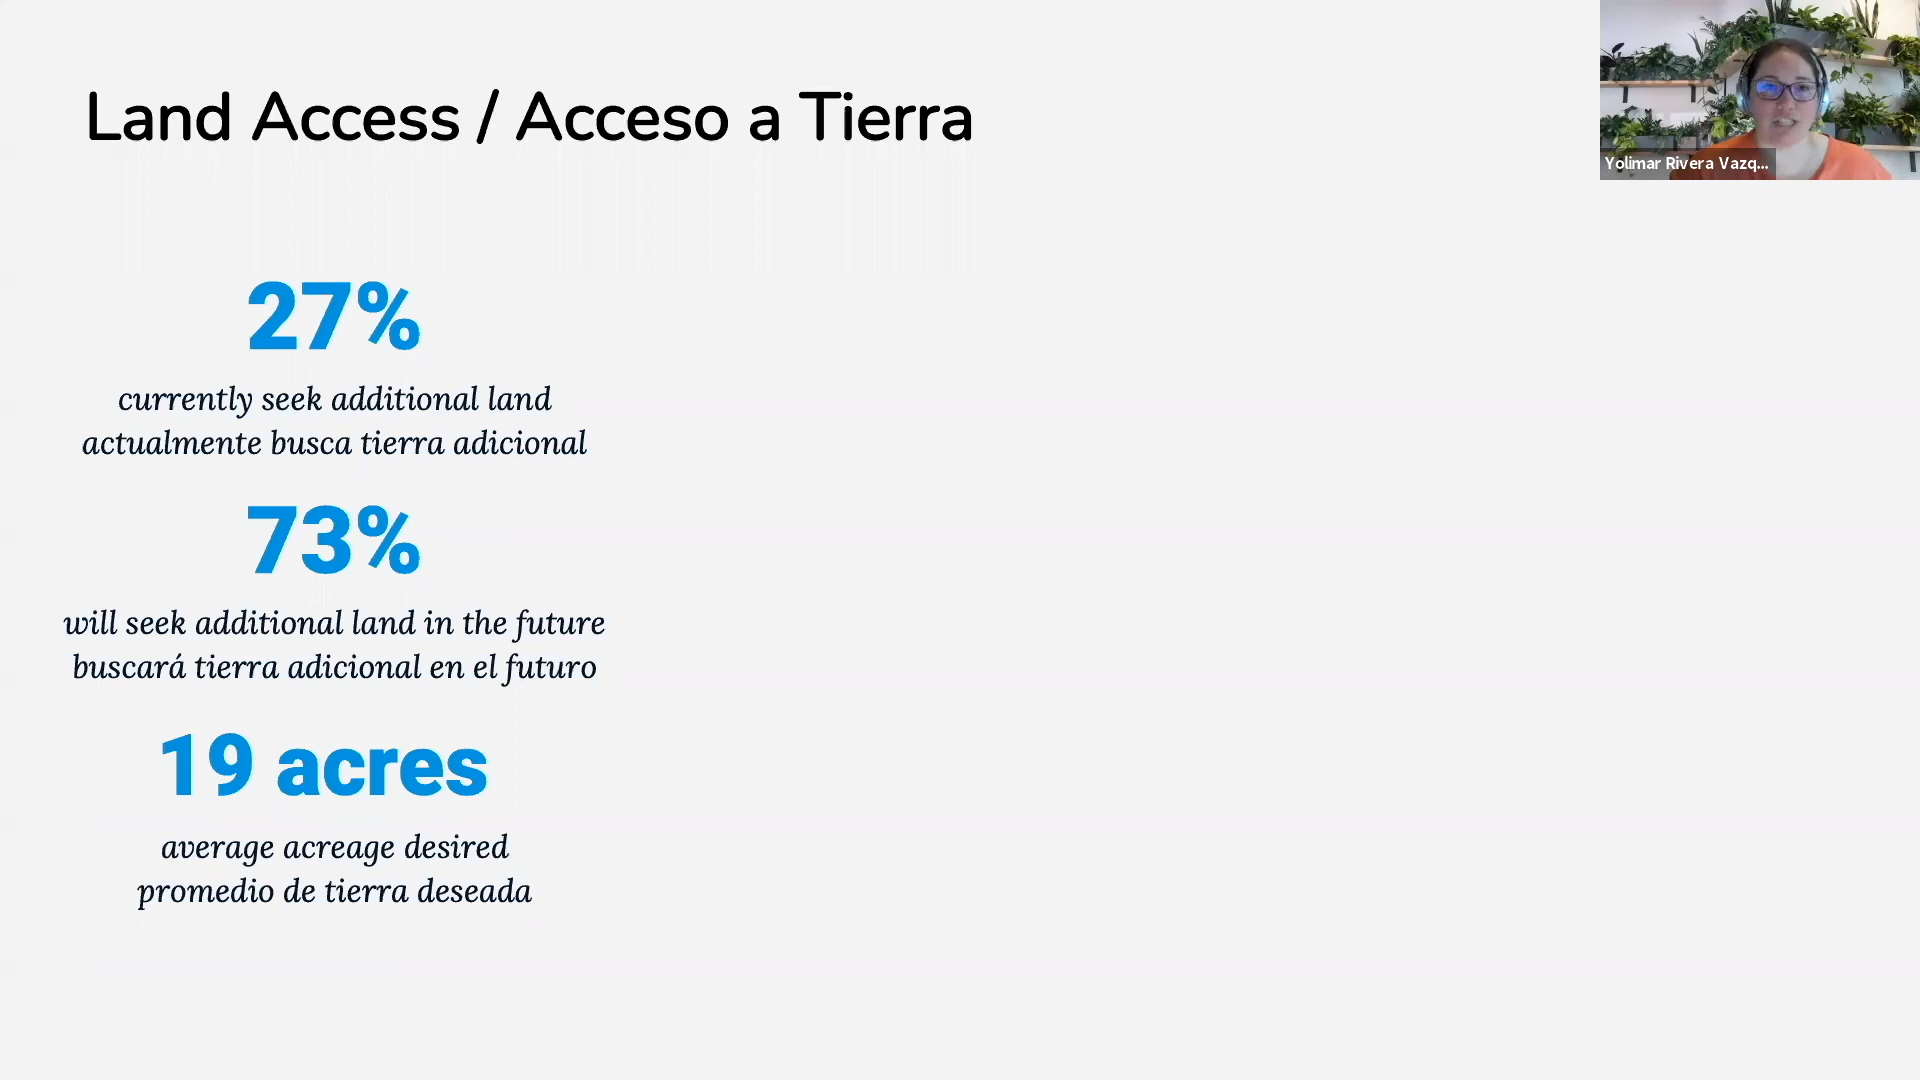 Land Access / Acceso a Tierra
Yolimar Rivera Vazq...
27%
currently seek additional land
actualmente busca tierra adicional
73%
will seek additional land in the future
buscará tierra adicional en el futuro
19 acres
average acreage desired
promedio de tierra deseada